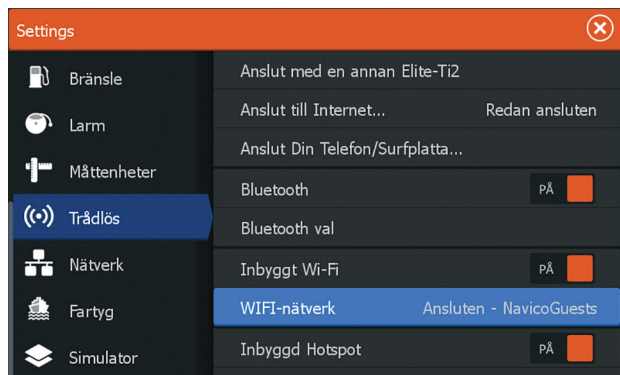 Settings
Bränsle
Larm
Måttenheter
Trådlös
Nätverk
Fartyg
Simulator
Anslut med en annan Elite-Ti2
Anslut till Internet... Redan ansluten
Anslut Din Telefon/Surfplatta...
Bluetooth PÅ
Bluetooth val
Inbyggt Wi-Fi PÅ
WIFI-nätverk Ansluten - NavicoGuests
Inbyggd Hotspot PÅ